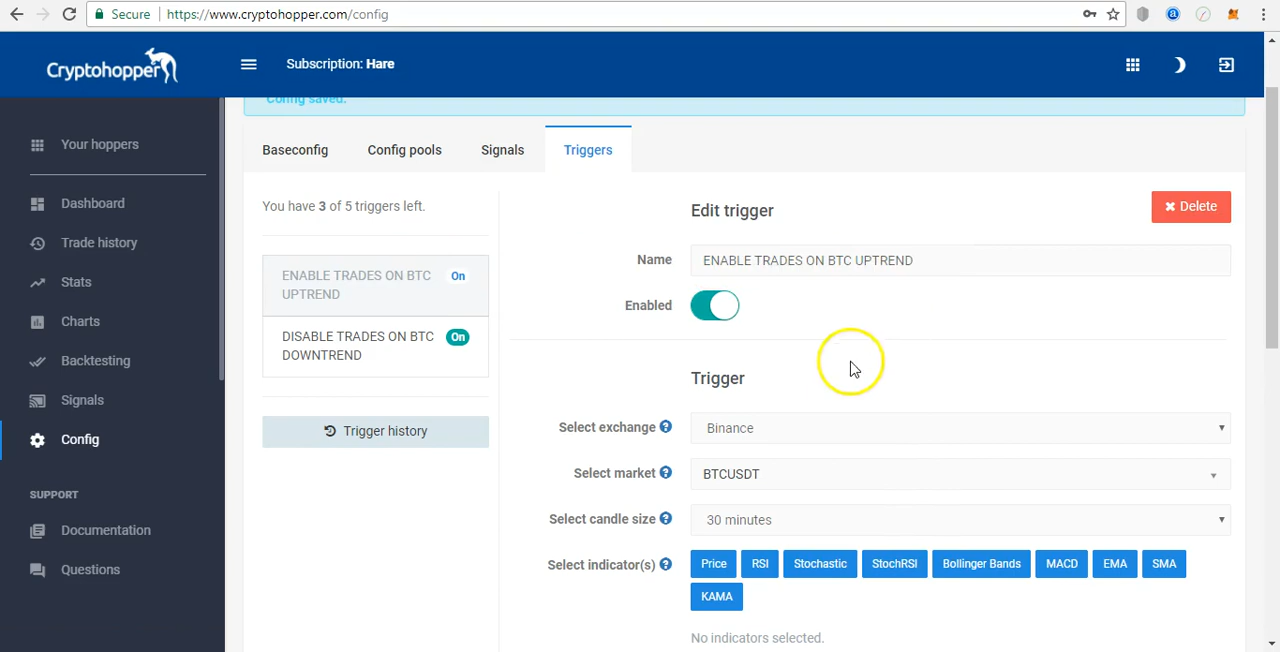 Secure
https://www.cryptohopper.com/config
Cryptohopper
Subscription: Hare
Config saved.
Your hoppers
Dashboard
Trade history
Stats
Charts
Backtesting
Signals
Config
SUPPORT
Documentation
Questions
Baseconfig
Config pools
Signals
Triggers
You have 3 of 5 triggers left.
ENABLE TRADES ON BTC UPTREND On
DISABLE TRADES ON BTC DOWNTREND On
Trigger history
Edit trigger
Delete
Name
ENABLE TRADES ON BTC UPTREND
Enabled
Trigger
Select exchange ?
Binance
Select market ?
BTCUSDT
Select candle size ?
30 minutes
Select indicator(s) ?
Price RSI Stochastic StochRSI Bollinger Bands MACD EMA SMA
KAMA
No indicators selected.